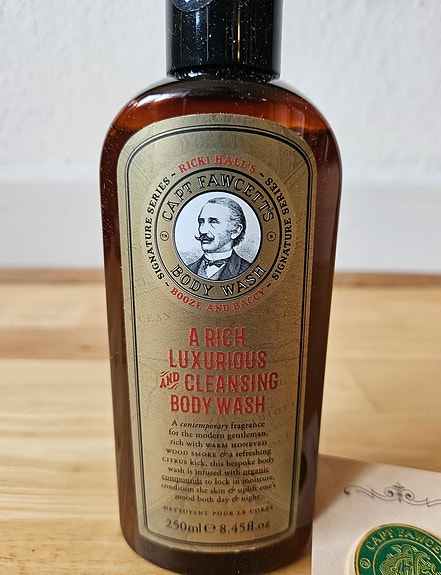 RICKI HALL'S
SIGNATURE SERIES - SIGNATURE SERIES
CAPT FAWCETT'S
BODY WASH
BOOZE AND BACCY
A RICH
LUXURIOUS
AND CLEANSING
BODY WASH
A contemporary fragrance
for the modern gentleman,
rich with WARM HONEYED
WOOD SMOKE & a refreshing
CITRUS kick, this bespoke body
wash is infused with organic
compounds to lock in moisture,
condition the skin & uplift one's
mood both day & night.
NETTOYANT POUR LE CORPS
250ml ℮ 8.45fl.oz
CAPT FAWC